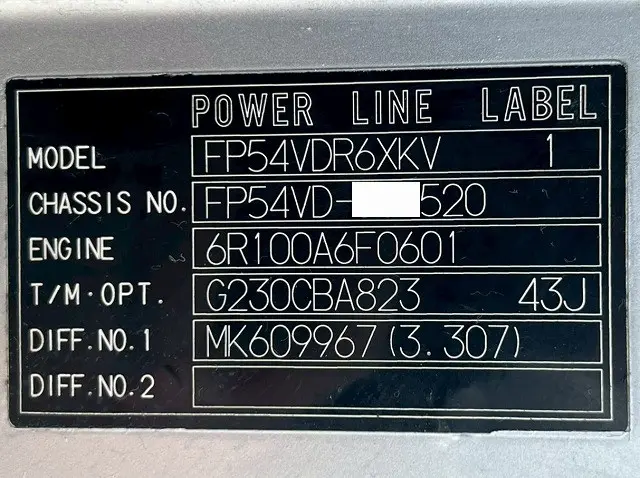 POWER LINE LABEL
MODEL FP54VDR6XKV 1
CHASSIS NO. FP54VD- 520
ENGINE 6R100A6F0601
T/M·OPT. G230CBA823 43J
DIFF.NO.1 MK609967(3.307)
DIFF.NO.2